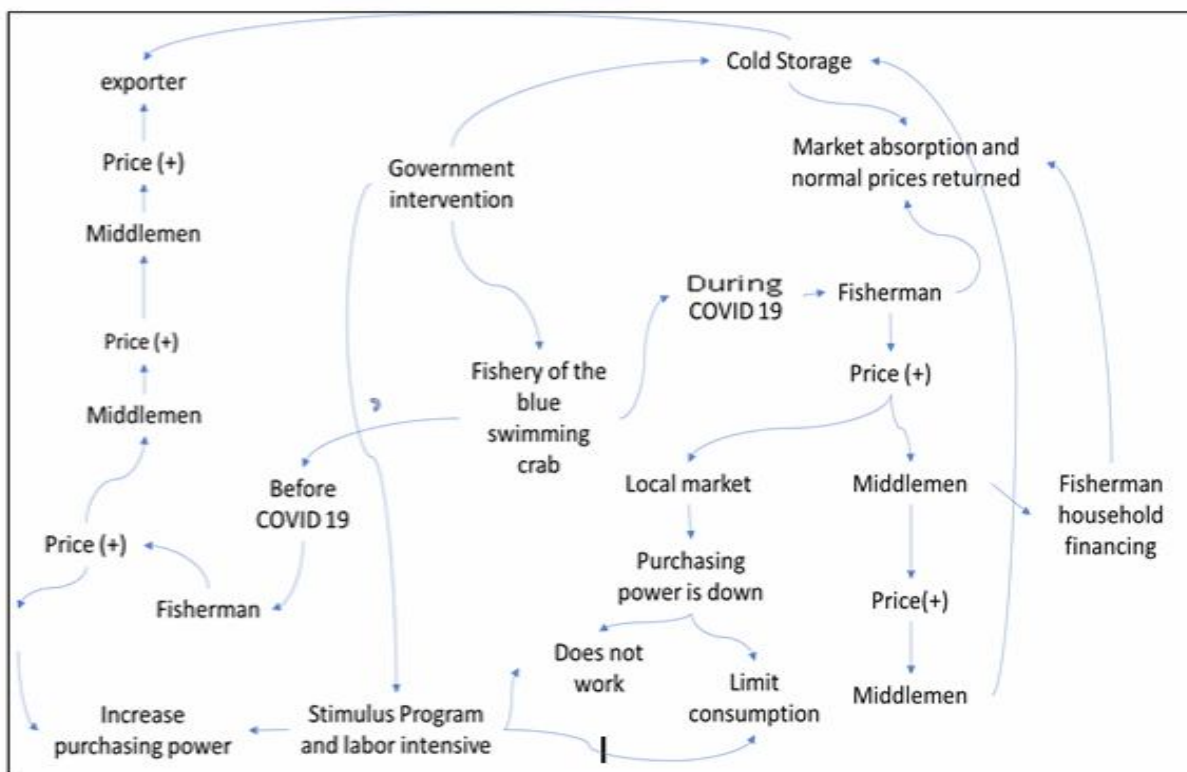 exporter
Cold Storage
Price (+)
Government
intervention
Market absorption and
normal prices returned
Middlemen
During
COVID 19
Fisherman
Price (+)
Fishery of the
blue
swimming
crab
Price (+)
Middlemen
Before
COVID 19
Local market
Middlemen
Fisherman
household
financing
Price (+)
Fisherman
Purchasing
power is down
Price(+)
Does not
work
Limit
consumption
Middlemen
Increase
purchasing power
Stimulus Program
and labor intensive